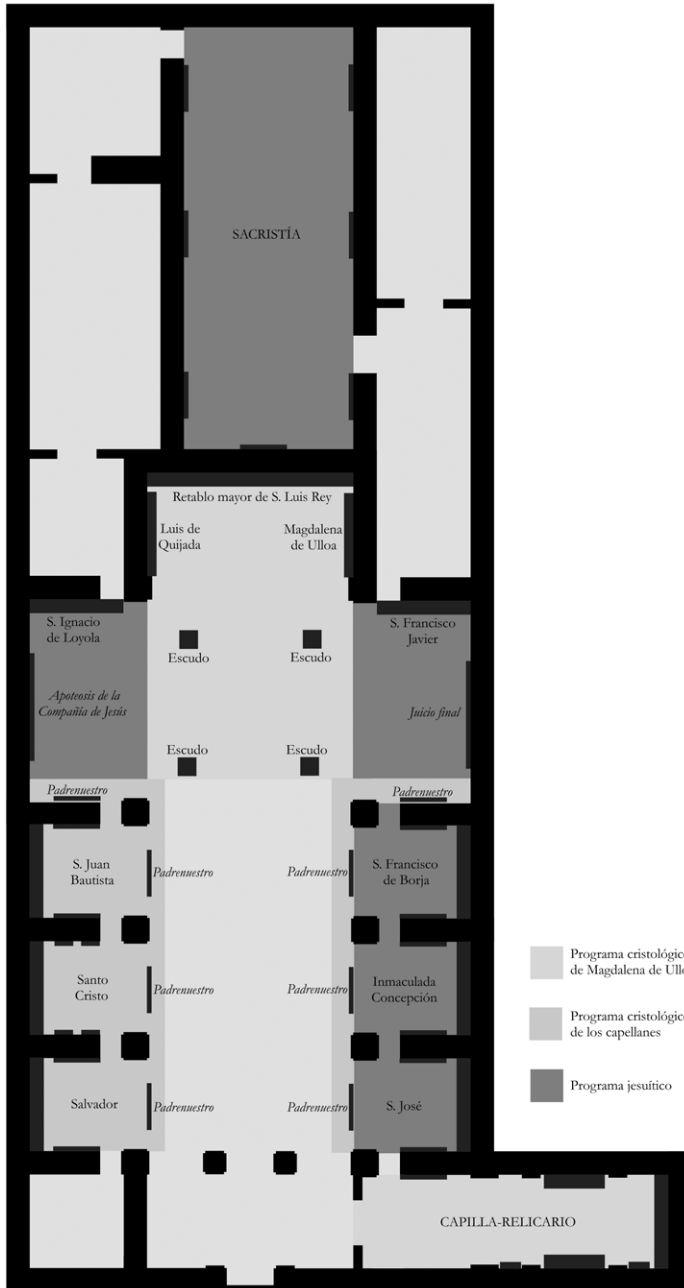 SACRISTÍA
Retablo mayor de S. Luis Rey
Luis de
Quijada
Magdalena
de Ulloa
S. Ignacio
de Loyola
S. Francisco
Javier
Escudo
Escudo
Apoteosis de la
Compañía de Jesús
Juicio final
Escudo
Escudo
Padrenuestro
Padrenuestro
S. Juan
Bautista
Padrenuestro
Padrenuestro
S. Francisco
de Borja
Santo
Cristo
Padrenuestro
Padrenuestro
Inmaculada
Concepción
Salvador
Padrenuestro
Padrenuestro
S. José
CAPILLA-RELICARIO
Programa cristológic
de Magdalena de Ull
Programa cristológic
de los capellanes
Programa jesuítico